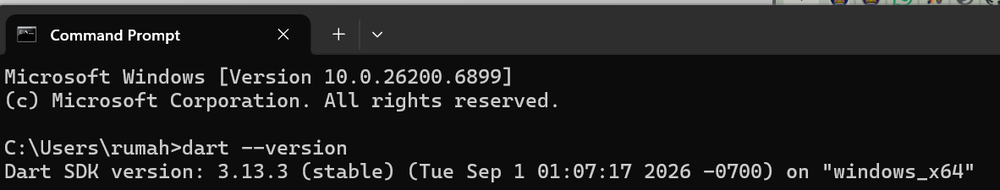 Command Prompt
Microsoft Windows [Version 10.0.26200.6899]
(c) Microsoft Corporation. All rights reserved.
C:\Users\rumah>dart --version
Dart SDK version: 3.13.3 (stable) (Tue Sep 1 01:07:17 2026 -0700) on "windows_x64"